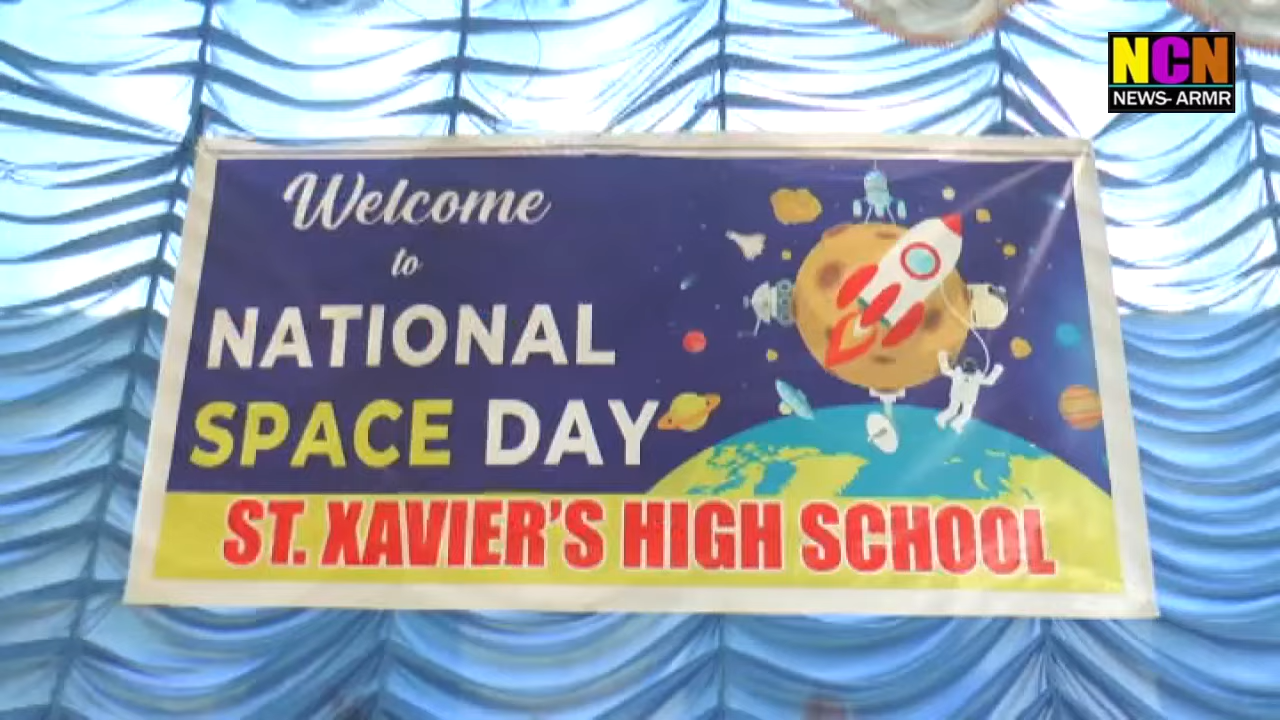 NCN
NEWS- ARMR
Welcome
to
NATIONAL
SPACE DAY
ST. XAVIER'S HIGH SCHOOL